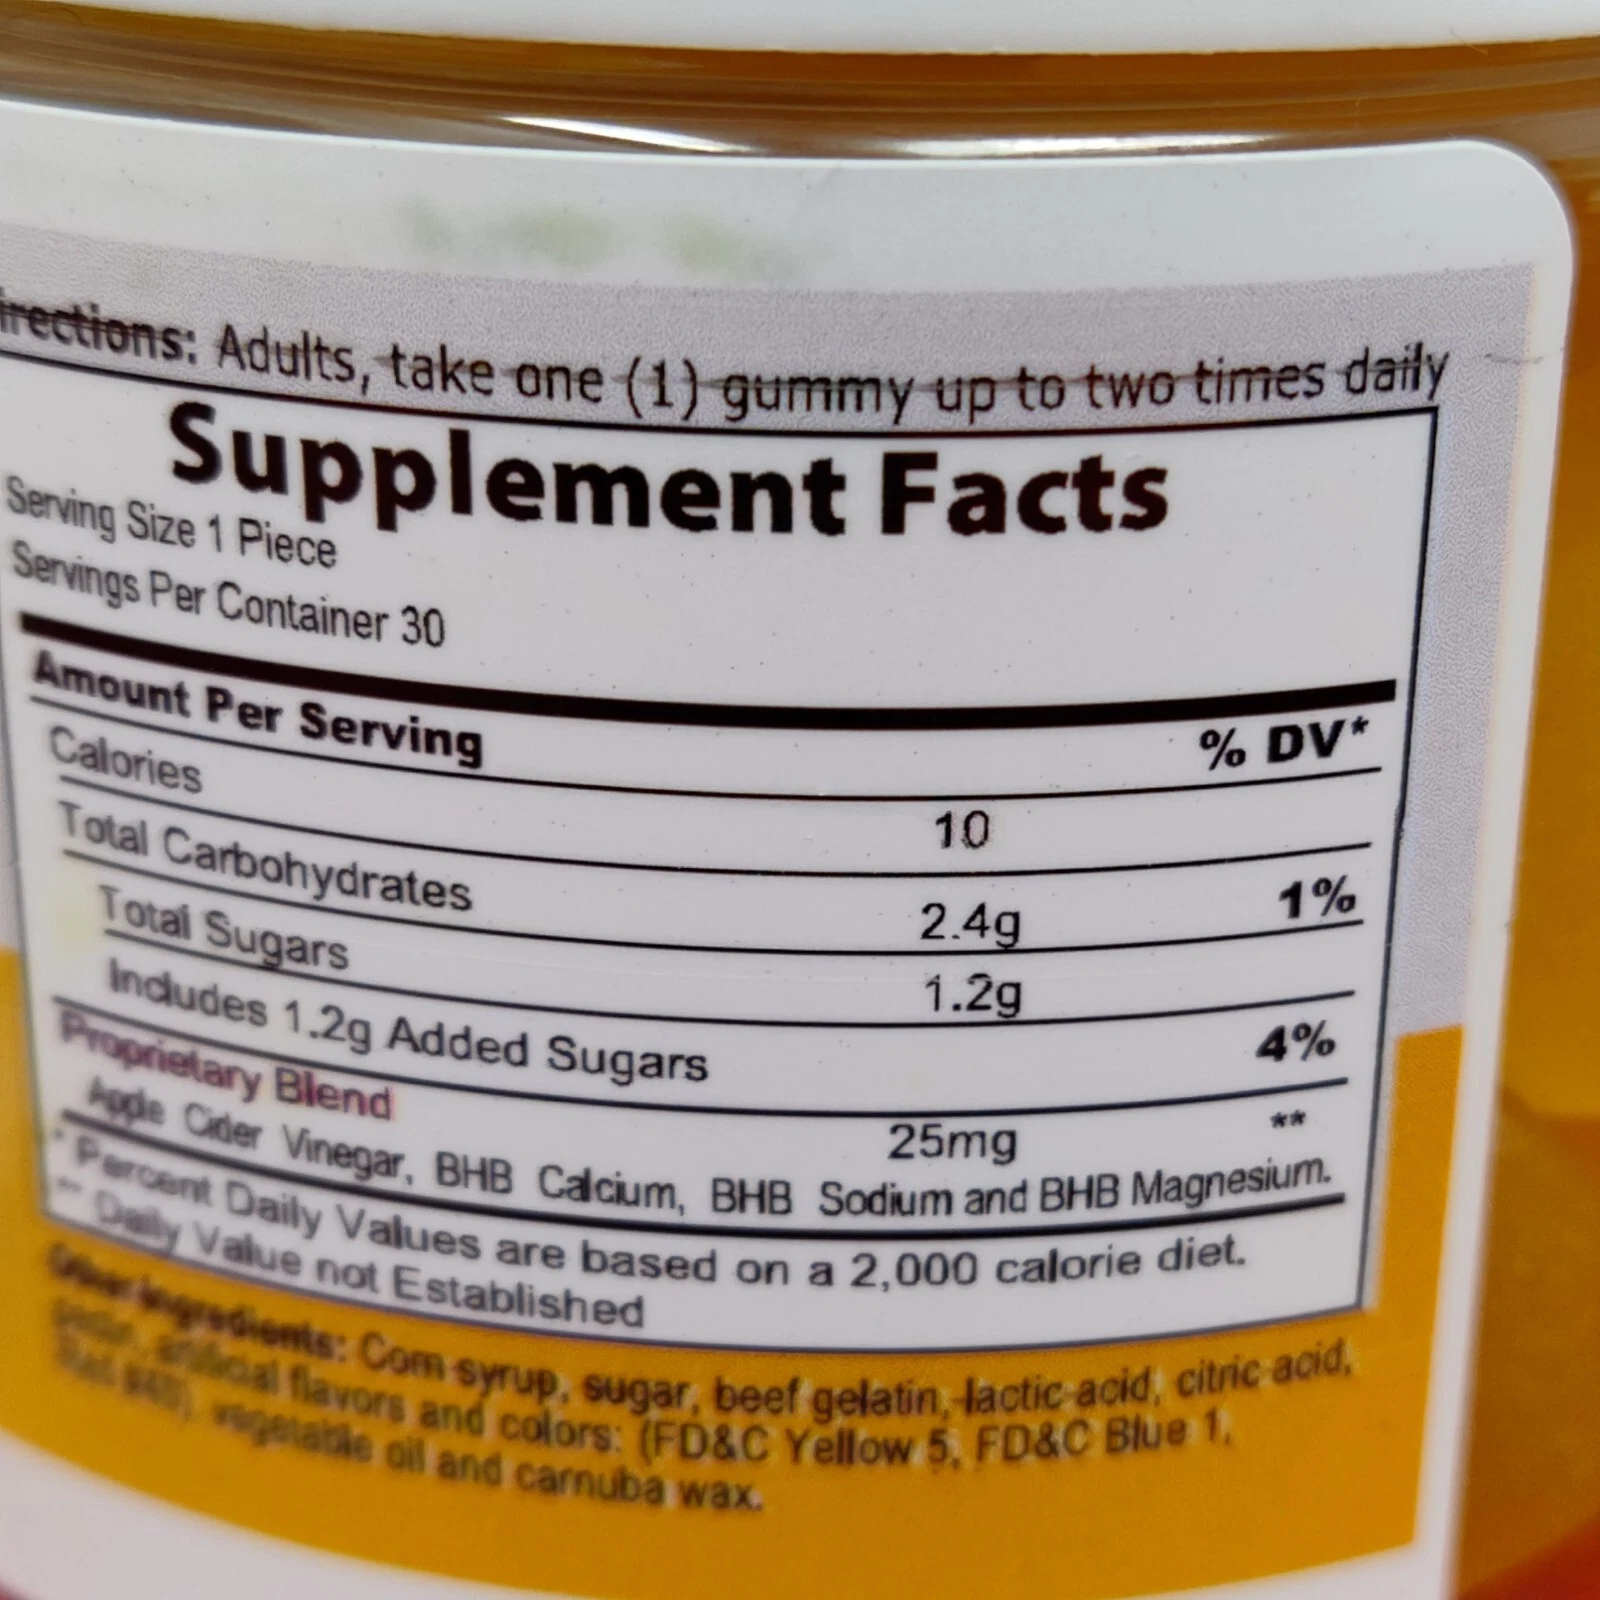 irections: Adults, take one (1) gummy up to two times daily
Supplement Facts
Serving Size 1 Piece
Servings Per Container 30
Amount Per Serving % DV*
Calories 10
Total Carbohydrates 2.4g 1%
Total Sugars 1.2g
Includes 1.2g Added Sugars 4%
Proprietary Blend 25mg **
Apple Cider Vinegar, BHB Calcium, BHB Sodium and BHB Magnesium.
* Percent Daily Values are based on a 2,000 calorie diet.
** Daily Value not Established
Other Ingredients: Corn syrup, sugar, beef gelatin, lactic acid, citric acid,
pectin, artificial flavors and colors: (FD&C Yellow 5, FD&C Blue 1,
Red #40), vegetable oil and carnuba wax.